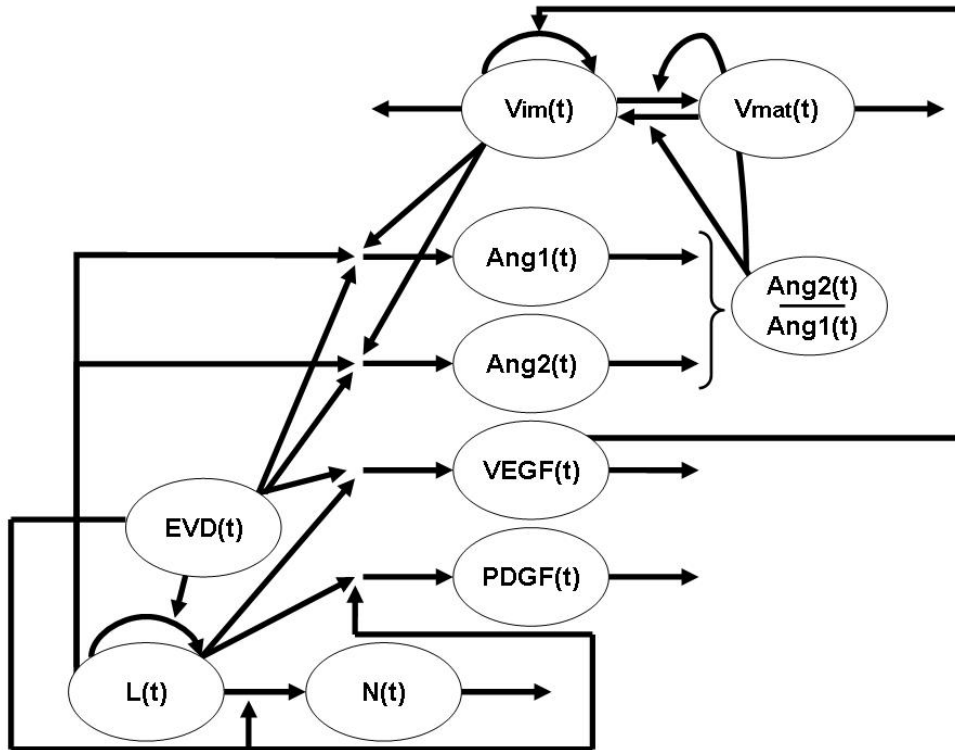 Vim(t)
Vmat(t)
Ang1(t)
Ang2(t)
Ang1(t)
Ang2(t)
VEGF(t)
EVD(t)
PDGF(t)
L(t)
N(t)